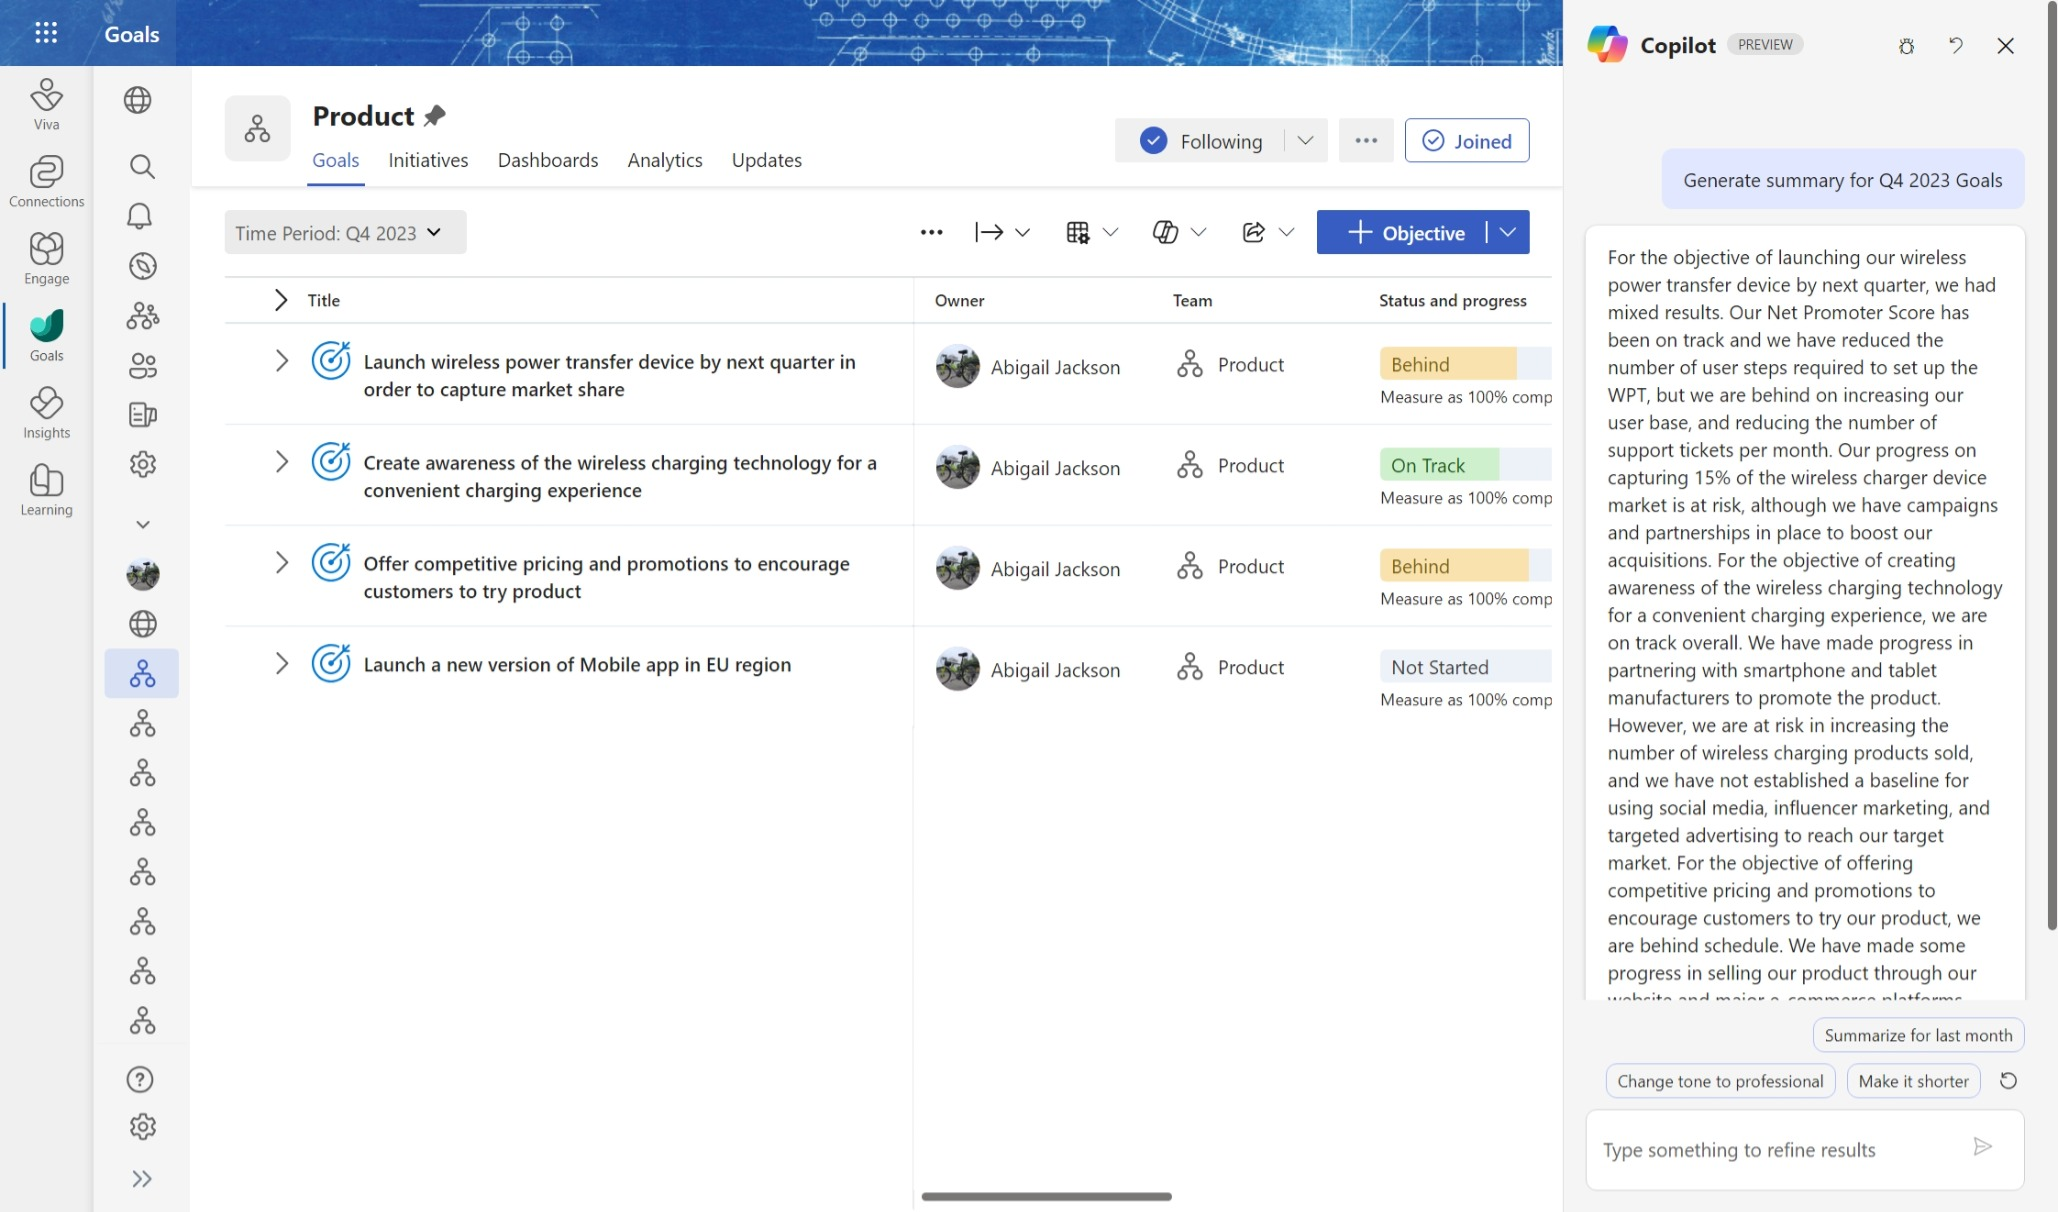 Goals
Viva
Connections
Engage
Goals
Insights
Learning
Product
Goals Initiatives Dashboards Analytics Updates
Following
Joined
Time Period: Q4 2023
Objective
Title Owner Team Status and progress
Launch wireless power transfer device by next quarter in
order to capture market share
Abigail Jackson
Product
Behind
Measure as 100% comp
Create awareness of the wireless charging technology for a
convenient charging experience
Abigail Jackson
Product
On Track
Measure as 100% comp
Offer competitive pricing and promotions to encourage
customers to try product
Abigail Jackson
Product
Behind
Measure as 100% comp
Launch a new version of Mobile app in EU region
Abigail Jackson
Product
Not Started
Measure as 100% comp
Copilot PREVIEW
Generate summary for Q4 2023 Goals
For the objective of launching our wireless
power transfer device by next quarter, we had
mixed results. Our Net Promoter Score has
been on track and we have reduced the
number of user steps required to set up the
WPT, but we are behind on increasing our
user base, and reducing the number of
support tickets per month. Our progress on
capturing 15% of the wireless charger device
market is at risk, although we have campaigns
and partnerships in place to boost our
acquisitions. For the objective of creating
awareness of the wireless charging technology
for a convenient charging experience, we are
on track overall. We have made progress in
partnering with smartphone and tablet
manufacturers to promote the product.
However, we are at risk in increasing the
number of wireless charging products sold,
and we have not established a baseline for
using social media, influencer marketing, and
targeted advertising to reach our target
market. For the objective of offering
competitive pricing and promotions to
encourage customers to try our product, we
are behind schedule. We have made some
progress in selling our product through our
website and major e-commerce platforms
Summarize for last month
Change tone to professional
Make it shorter
Type something to refine results